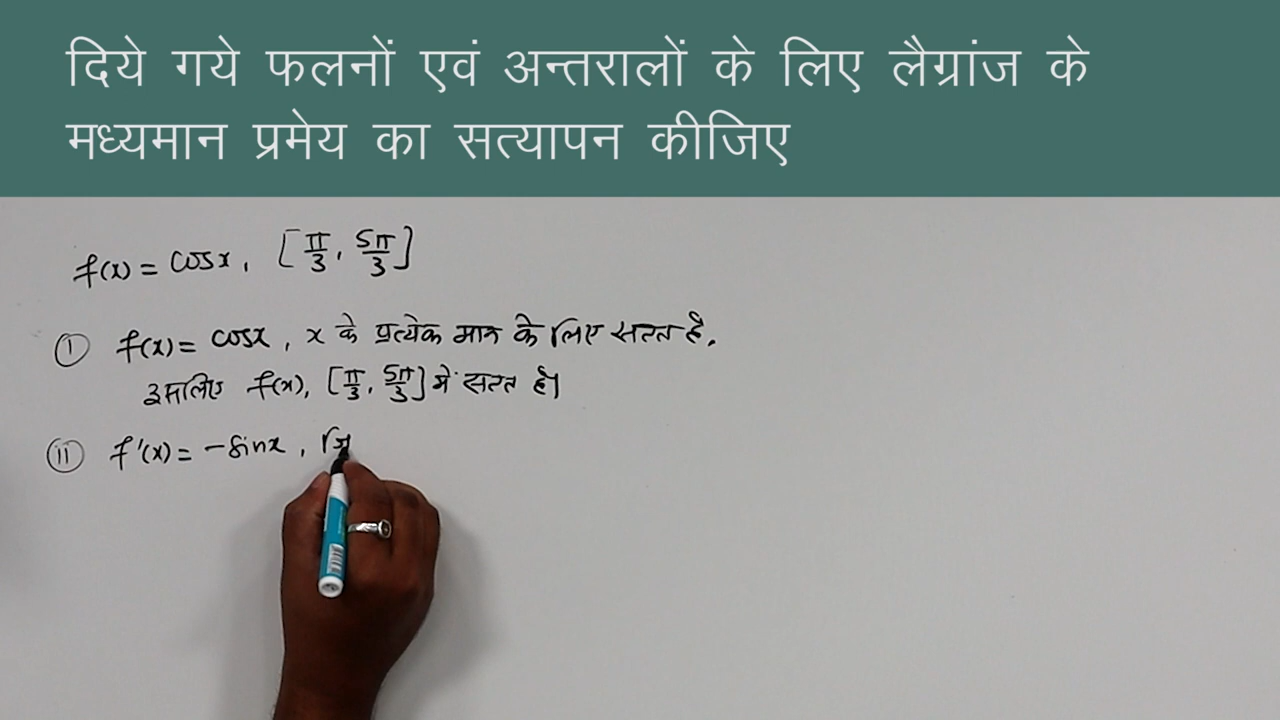 दिये गये फलनों एवं अन्तरालों के लिए लैग्रांज के
मध्यमान प्रमेय का सत्यापन कीजिए
f(x) = cosx, [π/3, 5π/3]
(i) f(x) = cosx, x के प्रत्येक मान के लिए सतत है.
इसलिए f(x), [π/3, 5π/3] में सतत है।
(ii) f'(x) = -sinx,